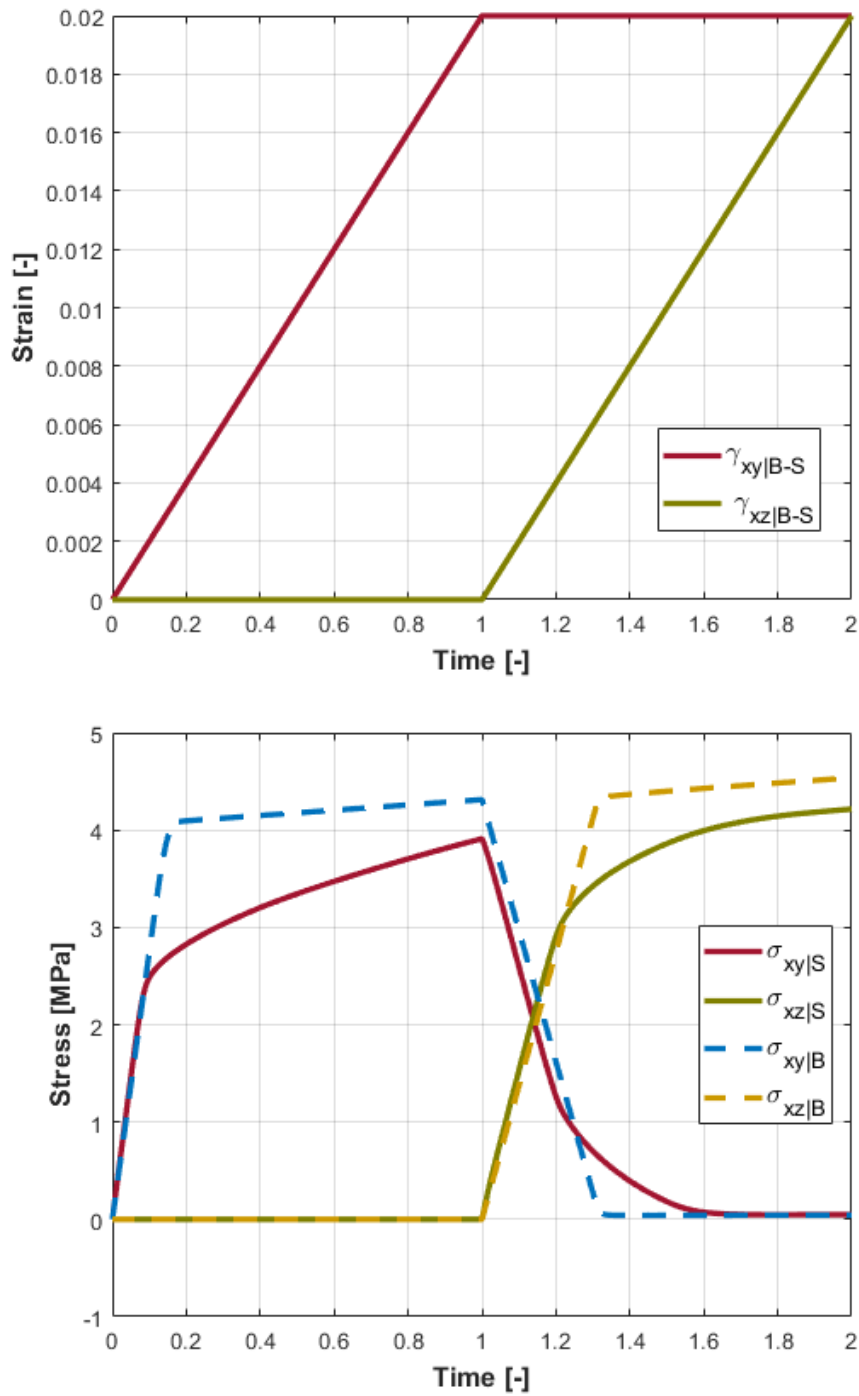 0.02
0.018
0.016
0.014
0.012
0.01
0.008
0.006
0.004
0.002
0
Strain [-]
γxy|B-S
γxz|B-S
0 0.2 0.4 0.6 0.8 1 1.2 1.4 1.6 1.8 2
Time [-]
5
4
3
2
1
0
-1
Stress [MPa]
σxy|S
σxz|S
σxy|B
σxz|B
0 0.2 0.4 0.6 0.8 1 1.2 1.4 1.6 1.8 2
Time [-]